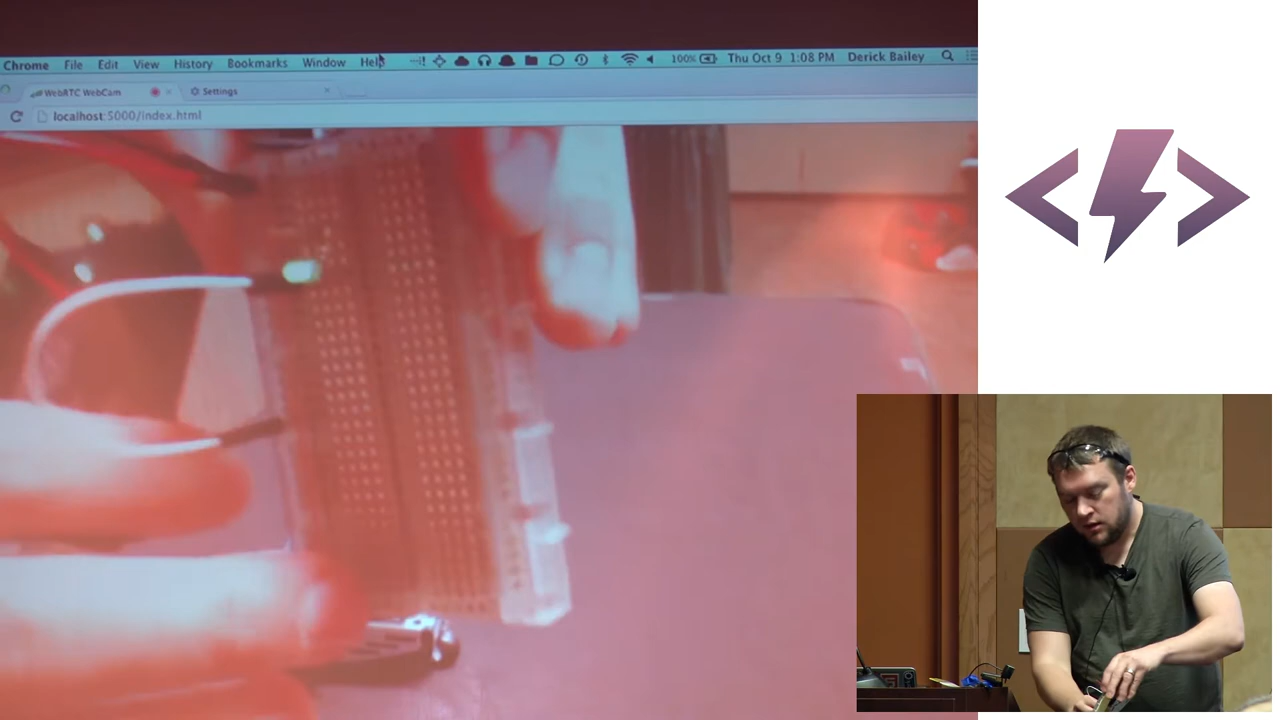 Chrome File Edit View History Bookmarks Window Help 100% Thu Oct 9 1:08 PM Derick Bailey
WebRTC WebCam Settings
localhost:5000/index.html